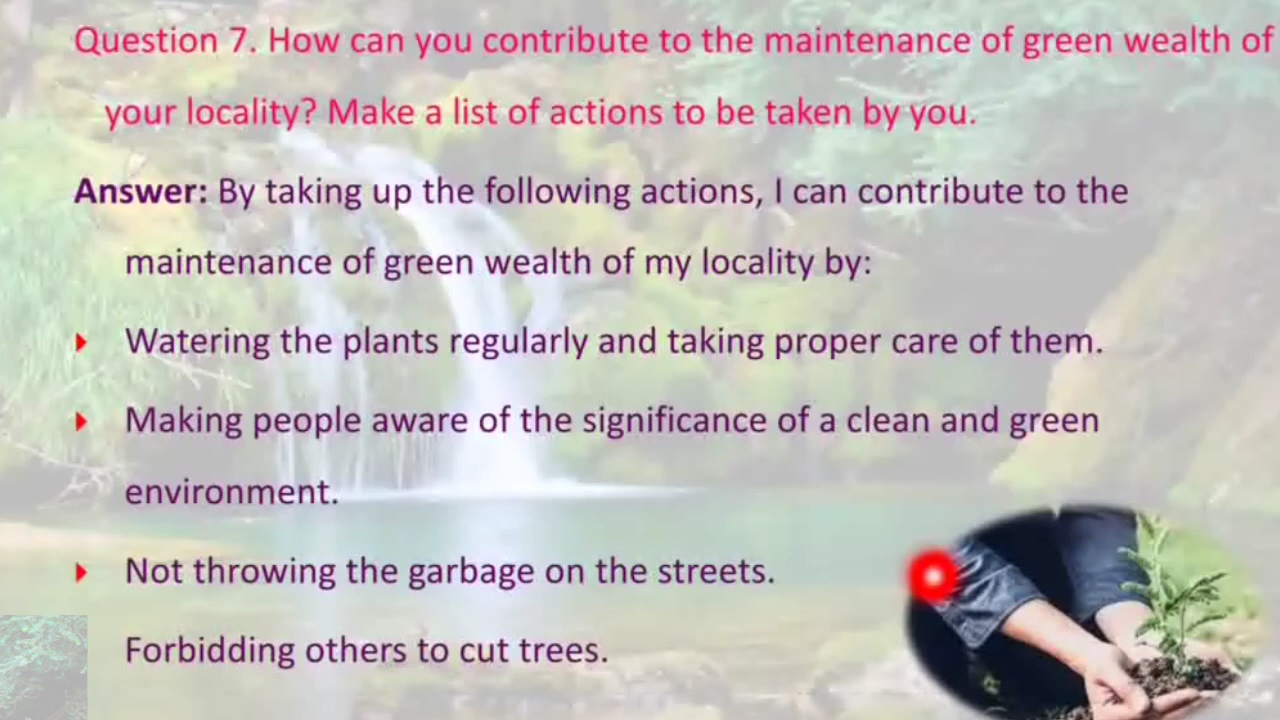 Question 7. How can you contribute to the maintenance of green wealth of
your locality? Make a list of actions to be taken by you.
Answer: By taking up the following actions, I can contribute to the
maintenance of green wealth of my locality by:
Watering the plants regularly and taking proper care of them.
Making people aware of the significance of a clean and green
environment.
Not throwing the garbage on the streets.
Forbidding others to cut trees.